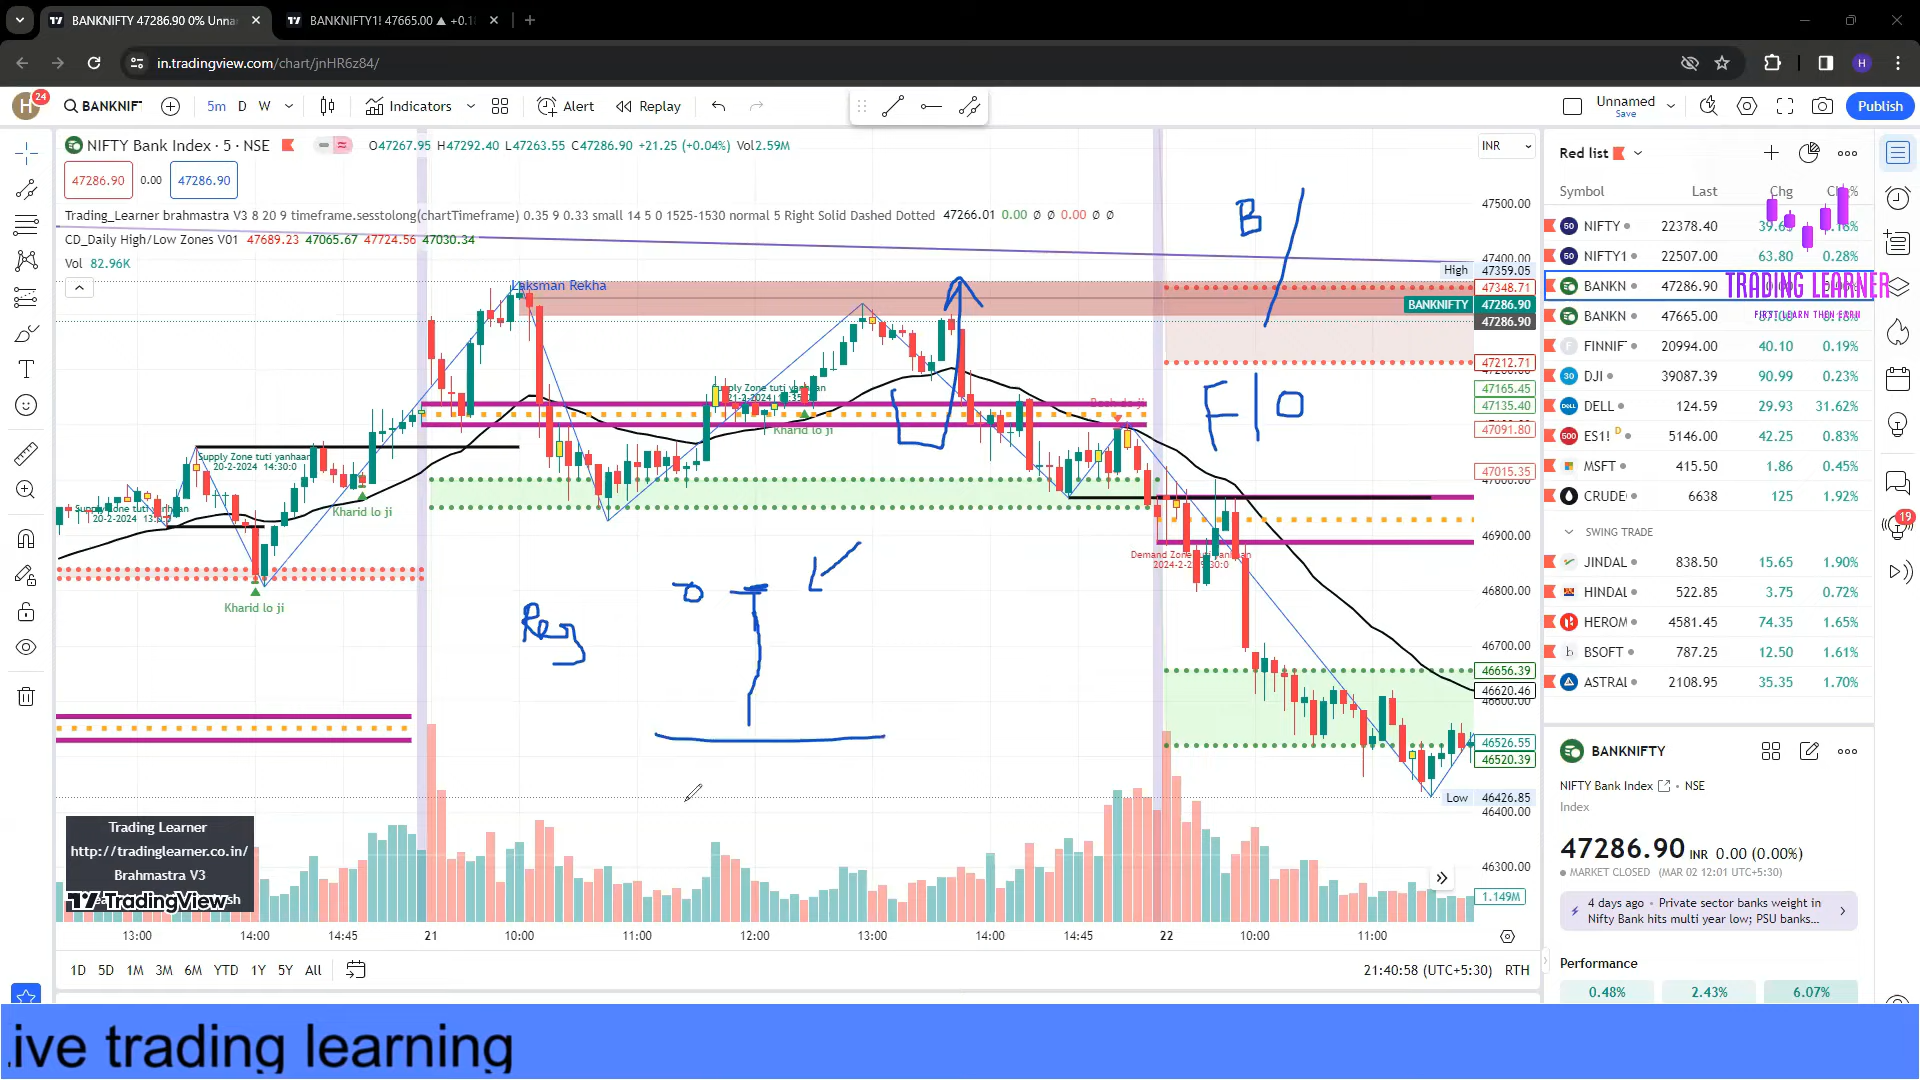 BANKNIFTY 47286.90 0% Unna
BANKNIFTY1! 47665.00 ▲ +0.1
in.tradingview.com/chart/jnHR6z84/
H
H 24
BANKNIF
5m D W
Indicators
Alert
Replay
Unnamed
Save
Publish
NIFTY Bank Index · 5 · NSE
O47267.95 H47292.40 L47263.55 C47286.90 +21.25 (+0.04%) Vol2.59M
INR
47286.90 0.00 47286.90
Trading_Learner brahmastra V3 8 20 9 timeframe.sesstolong(chartTimeframe) 0.35 9 0.33 small 14 5 0 1525-1530 normal 5 Right Solid Dashed Dotted 47266.01 0.00 ∅ ∅ 0.00 ∅ ∅
CD_Daily High/Low Zones V01 47689.23 47065.67 47724.56 47030.34
Vol 82.96K
Laksman Rekha
Supply Zone tuti yanhaan
20-2-2024 14:30:0
Supply Zone tuti yanhaan
Kharid lo ji
Kharid lo ji
Supply Zone tuti yanhaan
Kharid lo ji
Demand Zone tuti yanhaan
B
F10
Reg
47500.00
47400.00
High 47359.05
47348.71
BANKNIFTY 47286.90
47286.90
47212.71
47165.45
47135.40
47091.80
47015.35
46900.00
46800.00
46700.00
46656.39
46620.46
46600.00
46526.55
46520.39
Low 46426.85
46400.00
46300.00
1.149M
Trading Learner
http://tradinglearner.co.in/
Brahmastra V3
TradingView
13:00 14:00 14:45 21 10:00 11:00 12:00 13:00 14:00 14:45 22 10:00 11:00
1D 5D 1M 3M 6M YTD 1Y 5Y All
21:40:58 (UTC+5:30) RTH
Red list
Symbol Last Chg
NIFTY 22378.40
NIFTY1 22507.00 63.80 0.28%
BANKN 47286.90
BANKN 47665.00
FINNIF 20994.00 40.10 0.19%
DJI 39087.39 90.99 0.23%
DELL 124.59 29.93 31.62%
ES1! D 5146.00 42.25 0.83%
MSFT 415.50 1.86 0.45%
CRUDE 6638 125 1.92%
SWING TRADE
JINDAL 838.50 15.65 1.90%
HINDAL 522.85 3.75 0.72%
HEROM 4581.45 74.35 1.65%
BSOFT 787.25 12.50 1.61%
ASTRAL 2108.95 35.35 1.70%
TRADING LEARNER
FIRST LEARN THEN EARN
19
BANKNIFTY
NIFTY Bank Index · NSE
Index
47286.90 INR 0.00 (0.00%)
MARKET CLOSED (MAR 02 12:01 UTC+5:30)
4 days ago · Private sector banks weight in
Nifty Bank hits multi year low; PSU banks...
Performance
0.48% 2.43% 6.07%
ive trading learning